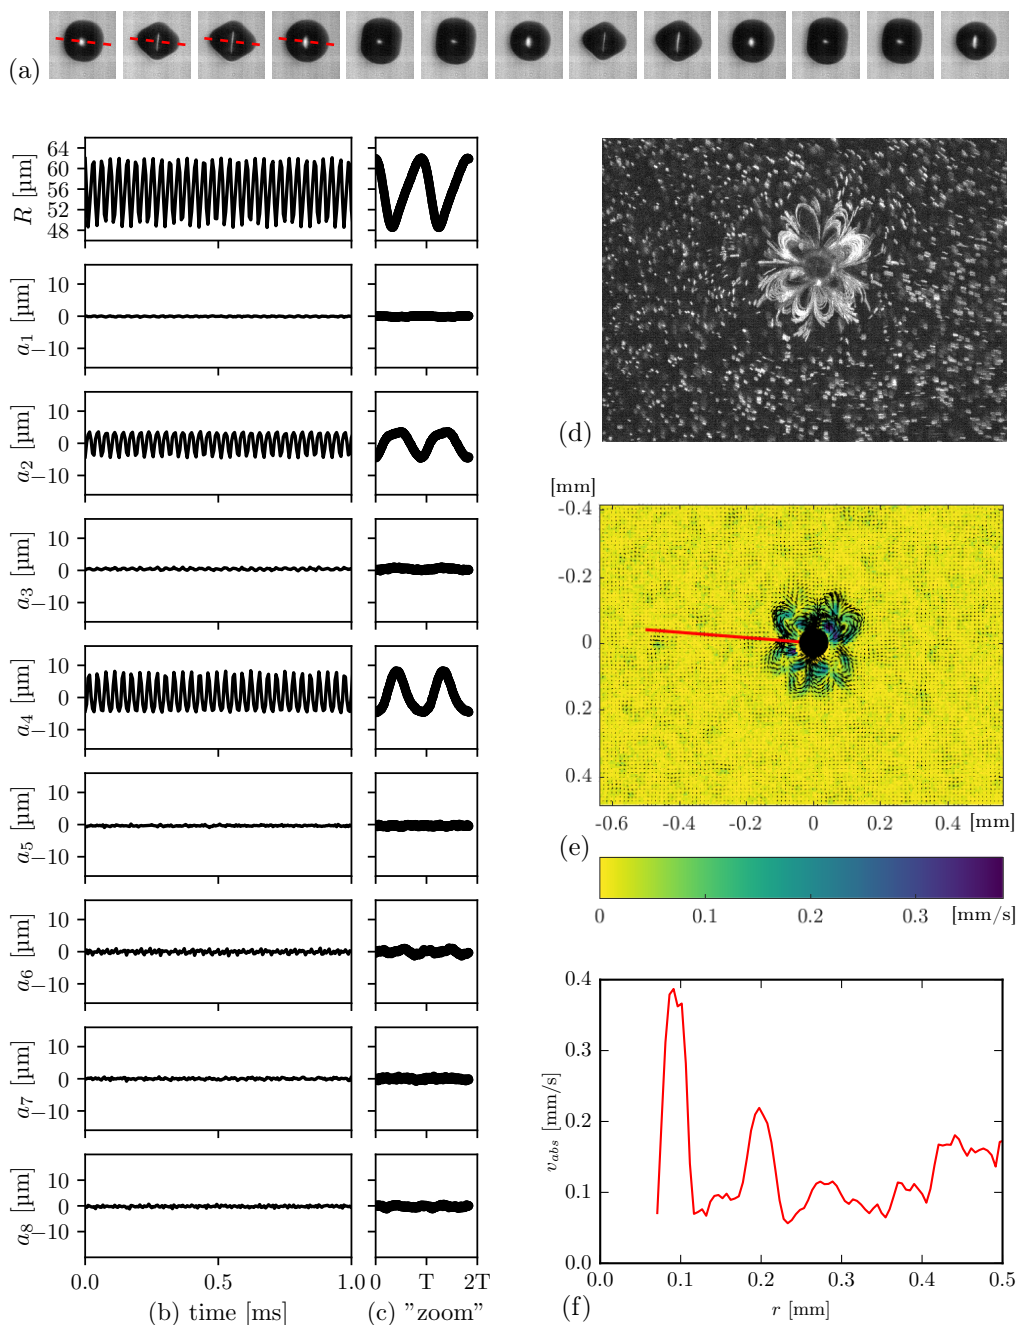 (a)
64
60
56
52
48
R [µm]
10
0
−10
a1 [µm]
10
0
−10
a2 [µm]
10
0
−10
a3 [µm]
10
0
−10
a4 [µm]
10
0
−10
a5 [µm]
10
0
−10
a6 [µm]
10
0
−10
a7 [µm]
10
0
−10
a8 [µm]
0.0 0.5 1.0
(b) time [ms]
0 T 2T
(c) ”zoom”
(d)
[mm]
-0.4
-0.2
0
0.2
0.4
-0.6 -0.4 -0.2 0 0.2 0.4 [mm]
(e)
0 0.1 0.2 0.3 [mm/s]
0.4
0.3
0.2
0.1
0.0
vabs [mm/s]
0.0 0.1 0.2 0.3 0.4 0.5
(f) r [mm]